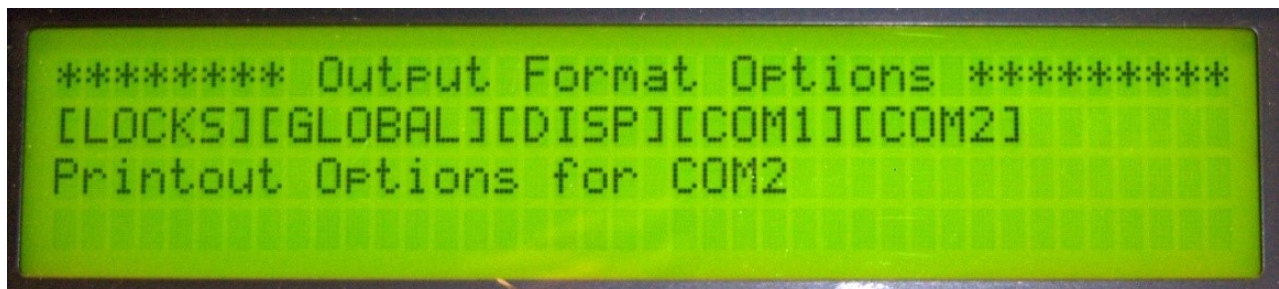 ******** Output Format Options *********
[LOCKS][GLOBAL][DISP][COM1][COM2]
Printout Options for COM2